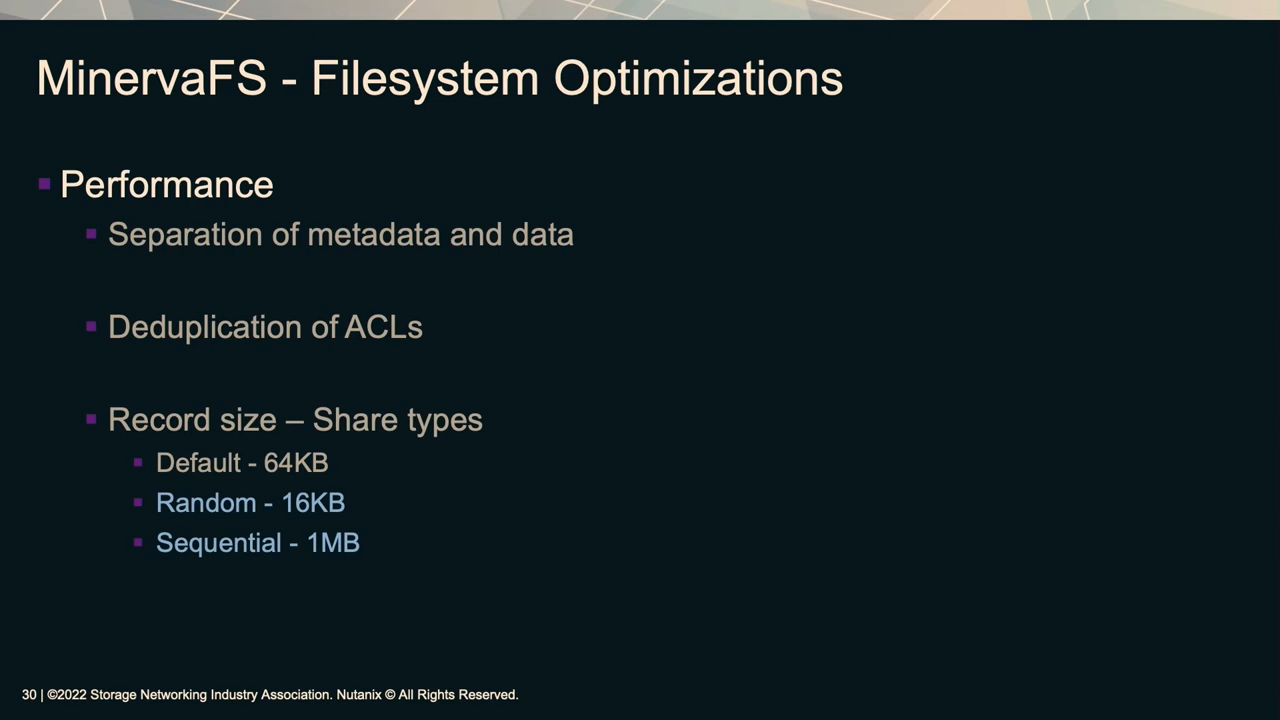 MinervaFS - Filesystem Optimizations
Performance
Separation of metadata and data
Deduplication of ACLs
Record size – Share types
Default - 64KB
Random - 16KB
Sequential - 1MB
30 | ©2022 Storage Networking Industry Association. Nutanix © All Rights Reserved.